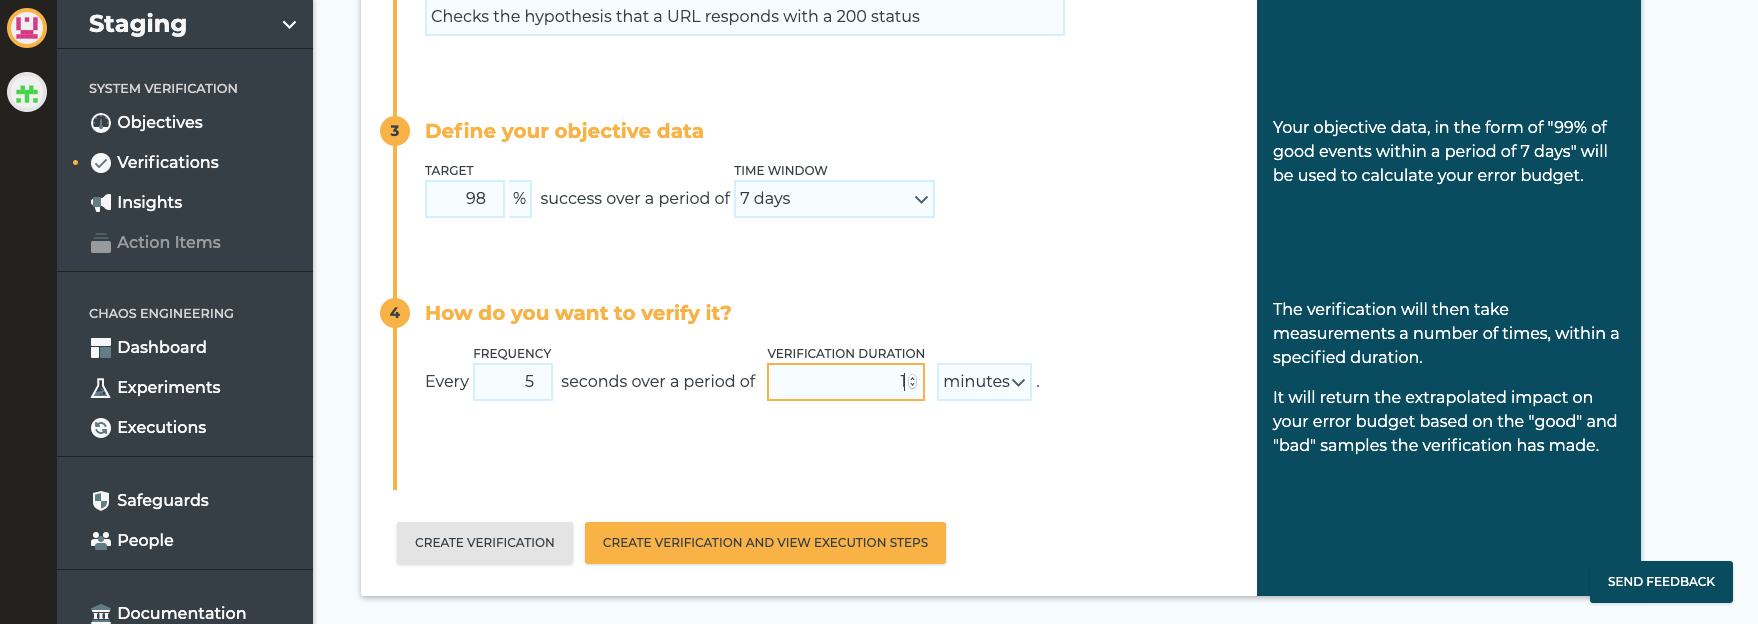 Staging
SYSTEM VERIFICATION
Objectives
Verifications
Insights
Action Items
CHAOS ENGINEERING
Dashboard
Experiments
Executions
Safeguards
People
Documentation
Checks the hypothesis that a URL responds with a 200 status
3 Define your objective data
TARGET TIME WINDOW
98 % success over a period of 7 days
4 How do you want to verify it?
FREQUENCY VERIFICATION DURATION
Every 5 seconds over a period of 1 minutes .
CREATE VERIFICATION CREATE VERIFICATION AND VIEW EXECUTION STEPS
Your objective data, in the form of "99% of
good events within a period of 7 days" will
be used to calculate your error budget.
The verification will then take
measurements a number of times, within a
specified duration.
It will return the extrapolated impact on
your error budget based on the "good" and
"bad" samples the verification has made.
SEND FEEDBACK